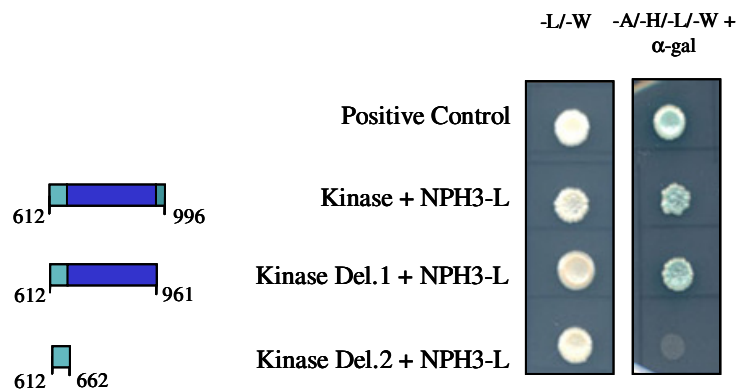 -L/-W
-A/-H/-L/-W +
α-gal
Positive Control
Kinase + NPH3-L
612
996
Kinase Del.1 + NPH3-L
612
961
Kinase Del.2 + NPH3-L
612
662